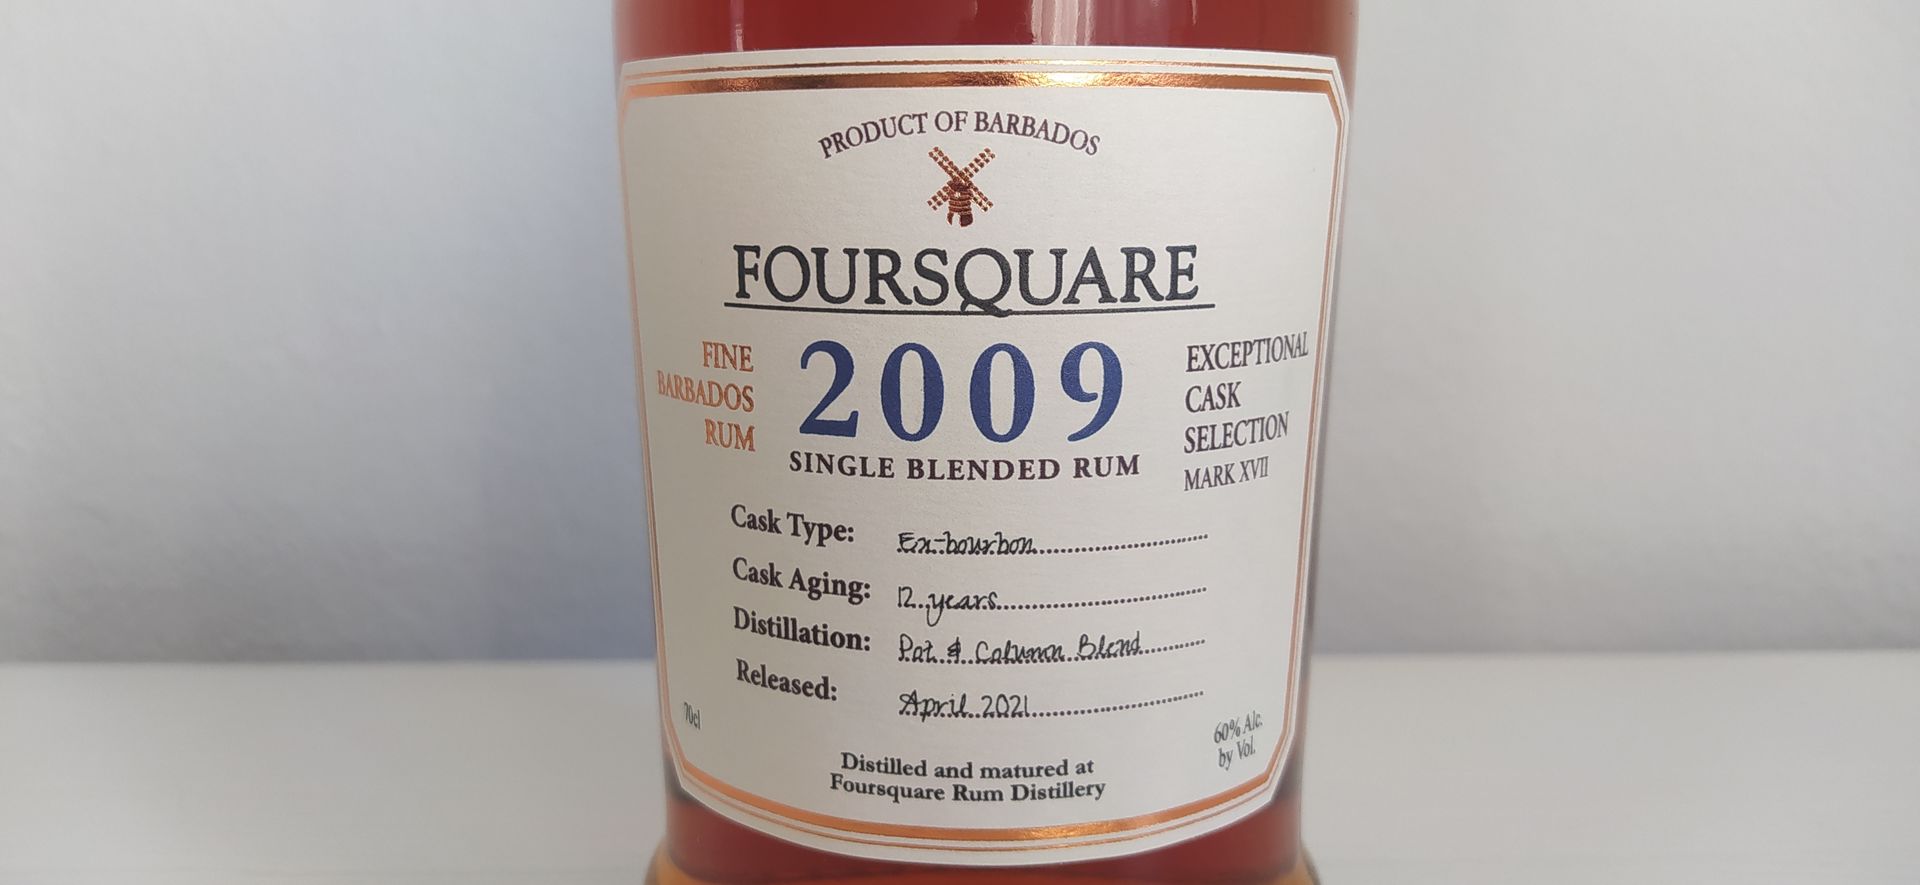 PRODUCT OF BARBADOS
FOURSQUARE
FINE
BARBADOS
RUM
2009
SINGLE BLENDED RUM
EXCEPTIONAL
CASK
SELECTION
MARK XVII
Cask Type: Ex-bourbon
Cask Aging: 12 years
Distillation: Pot & Column Blend
Released: April 2021
70cl
60% Alc.
by Vol.
Distilled and matured at
Foursquare Rum Distillery